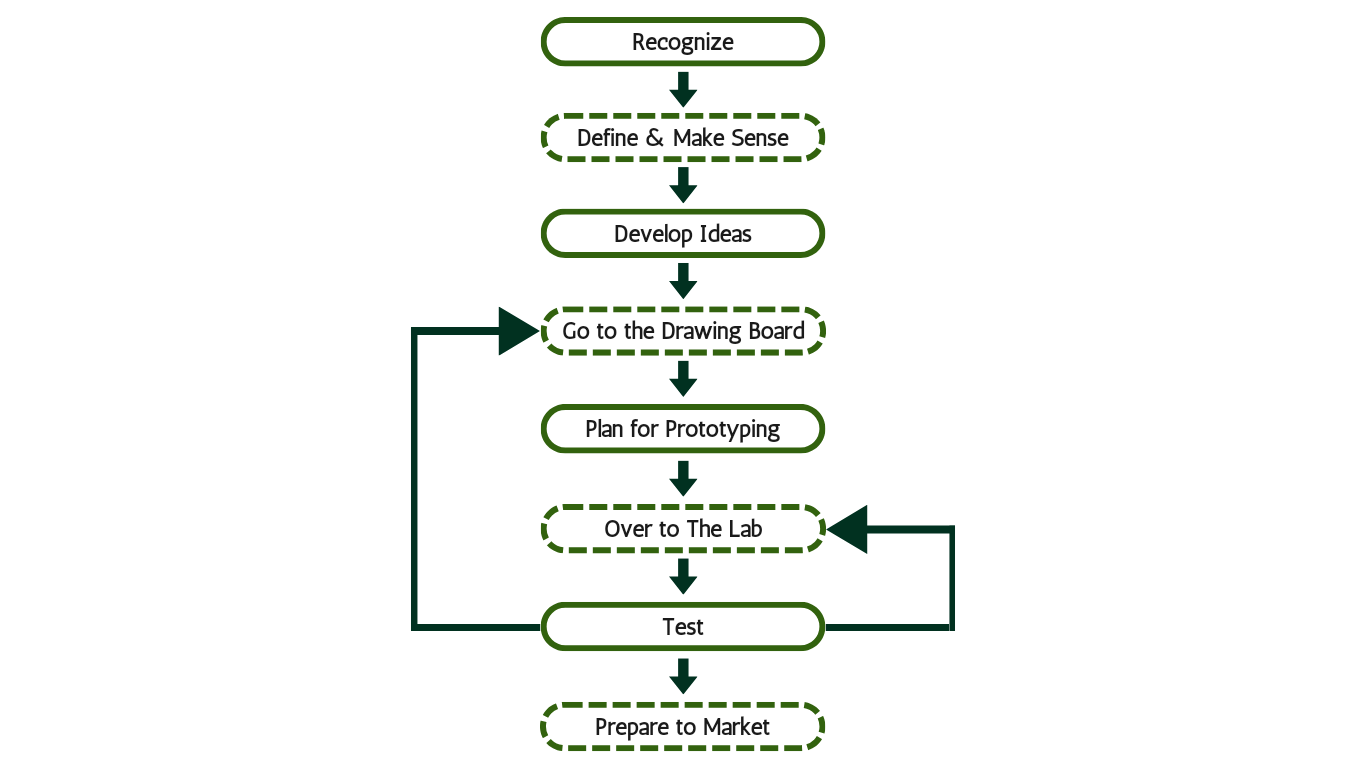 Recognize
Define & Make Sense
Develop Ideas
Go to the Drawing Board
Plan for Prototyping
Over to The Lab
Test
Prepare to Market